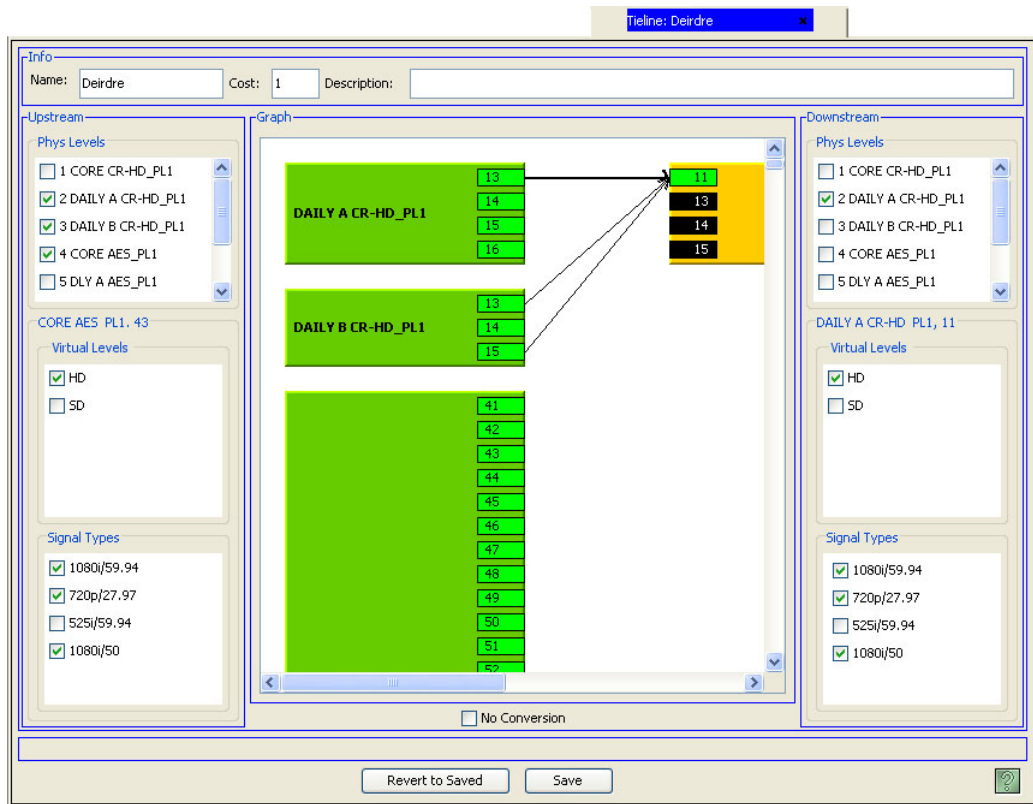 Tieline: Deirdre ×
Info
Name: Deirdre Cost: 1 Description:
Upstream
Phys Levels
1 CORE CR-HD_PL1
2 DAILY A CR-HD_PL1
3 DAILY B CR-HD_PL1
4 CORE AES_PL1
5 DLY A AES_PL1
CORE AES PL1, 43
Virtual Levels
HD
SD
Signal Types
1080i/59.94
720p/27.97
525i/59.94
1080i/50
Graph
DAILY A CR-HD_PL1
13
14
15
16
DAILY B CR-HD_PL1
13
14
15
41
42
43
44
45
46
47
48
49
50
51
52
11
13
14
15
No Conversion
Downstream
Phys Levels
1 CORE CR-HD_PL1
2 DAILY A CR-HD_PL1
3 DAILY B CR-HD_PL1
4 CORE AES_PL1
5 DLY A AES_PL1
DAILY A CR-HD PL1, 11
Virtual Levels
HD
SD
Signal Types
1080i/59.94
720p/27.97
525i/59.94
1080i/50
Revert to Saved Save ?